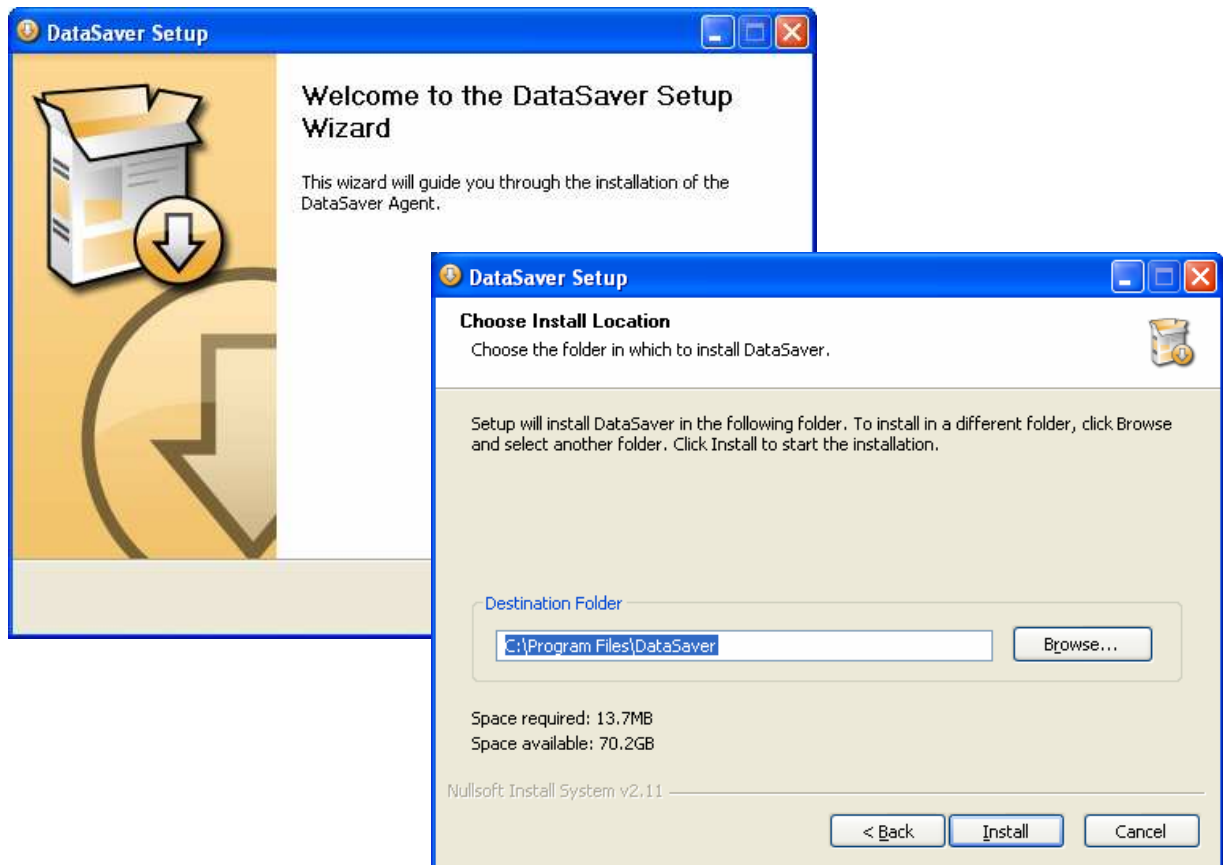 DataSaver Setup
Welcome to the DataSaver Setup
Wizard
This wizard will guide you through the installation of the
DataSaver Agent.
DataSaver Setup
Choose Install Location
Choose the folder in which to install DataSaver.
Setup will install DataSaver in the following folder. To install in a different folder, click Browse
and select another folder. Click Install to start the installation.
Destination Folder
C:\Program Files\DataSaver
Browse...
Space required: 13.7MB
Space available: 70.2GB
Nullsoft Install System v2.11
< Back Install Cancel